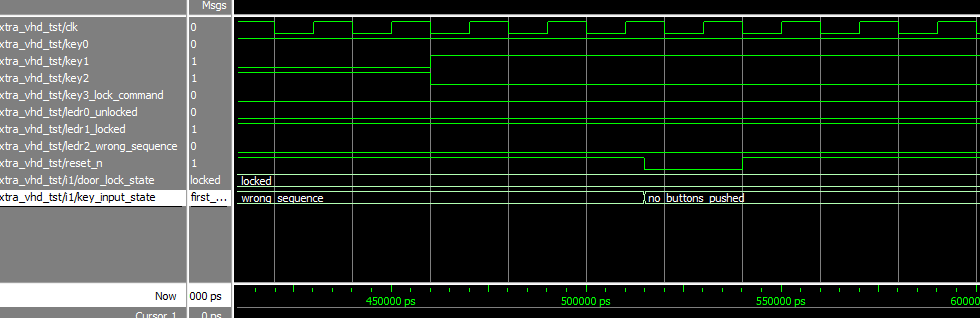 Msgs
xtra_vhd_tst/clk 0
xtra_vhd_tst/key0 0
xtra_vhd_tst/key1 1
xtra_vhd_tst/key2 1
xtra_vhd_tst/key3_lock_command 0
xtra_vhd_tst/ledr0_unlocked 0
xtra_vhd_tst/ledr1_locked 1
xtra_vhd_tst/ledr2_wrong_sequence 0
xtra_vhd_tst/reset_n 1
xtra_vhd_tst/i1/door_lock_state locked locked
xtra_vhd_tst/i1/key_input_state first_... wrong_sequence no_buttons_pushed
Now 000 ps 450000 ps 500000 ps 550000 ps 60000
Cursor 1 0 ps